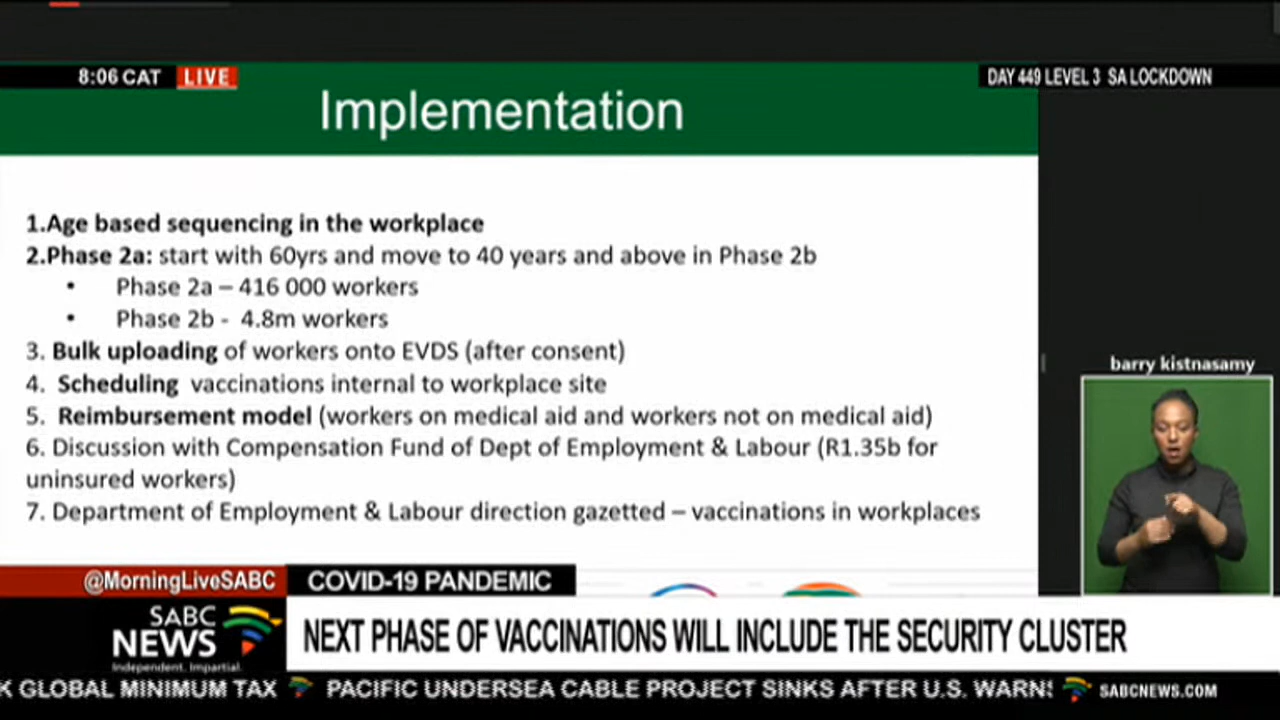 8:06 CAT LIVE
DAY 449 LEVEL 3 SA LOCKDOWN
Implementation
1.Age based sequencing in the workplace
2.Phase 2a: start with 60yrs and move to 40 years and above in Phase 2b
• Phase 2a – 416 000 workers
• Phase 2b - 4.8m workers
3. Bulk uploading of workers onto EVDS (after consent)
4. Scheduling vaccinations internal to workplace site
5. Reimbursement model (workers on medical aid and workers not on medical aid)
6. Discussion with Compensation Fund of Dept of Employment & Labour (R1.35b for
uninsured workers)
7. Department of Employment & Labour direction gazetted – vaccinations in workplaces
barry kistnasamy
@MorningLiveSABC
COVID-19 PANDEMIC
SABC
NEWS
Independent. Impartial.
NEXT PHASE OF VACCINATIONS WILL INCLUDE THE SECURITY CLUSTER
K GLOBAL MINIMUM TAX PACIFIC UNDERSEA CABLE PROJECT SINKS AFTER U.S. WARN SABCNEWS.COM